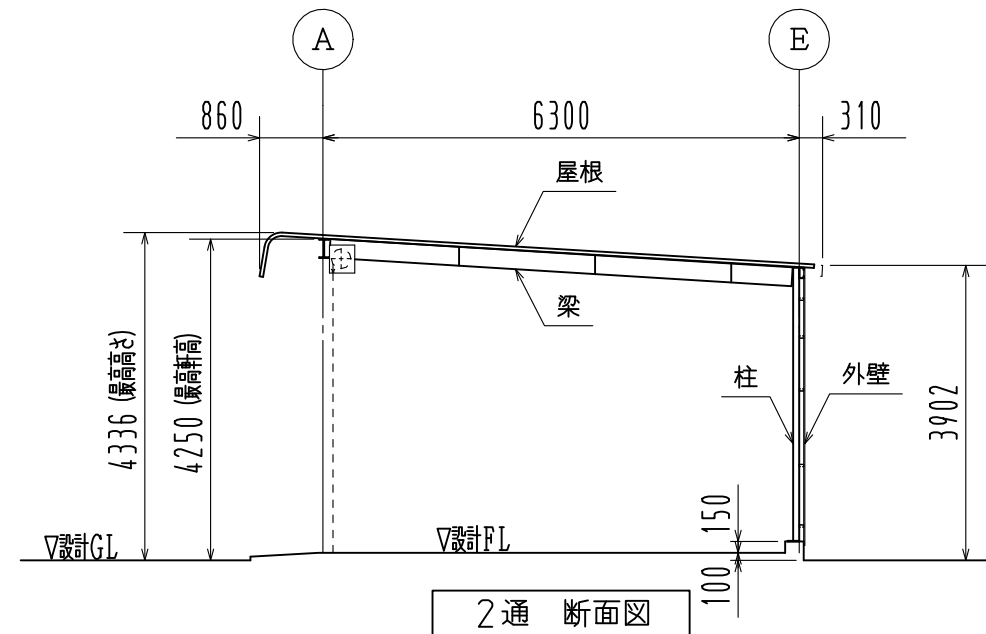 A
E
860
6300
310
屋根
梁
4336 (最高高さ)
4250 (最高軒高)
柱
外壁
3902
150
100
▽設計GL
▽設計FL
2通 断面図